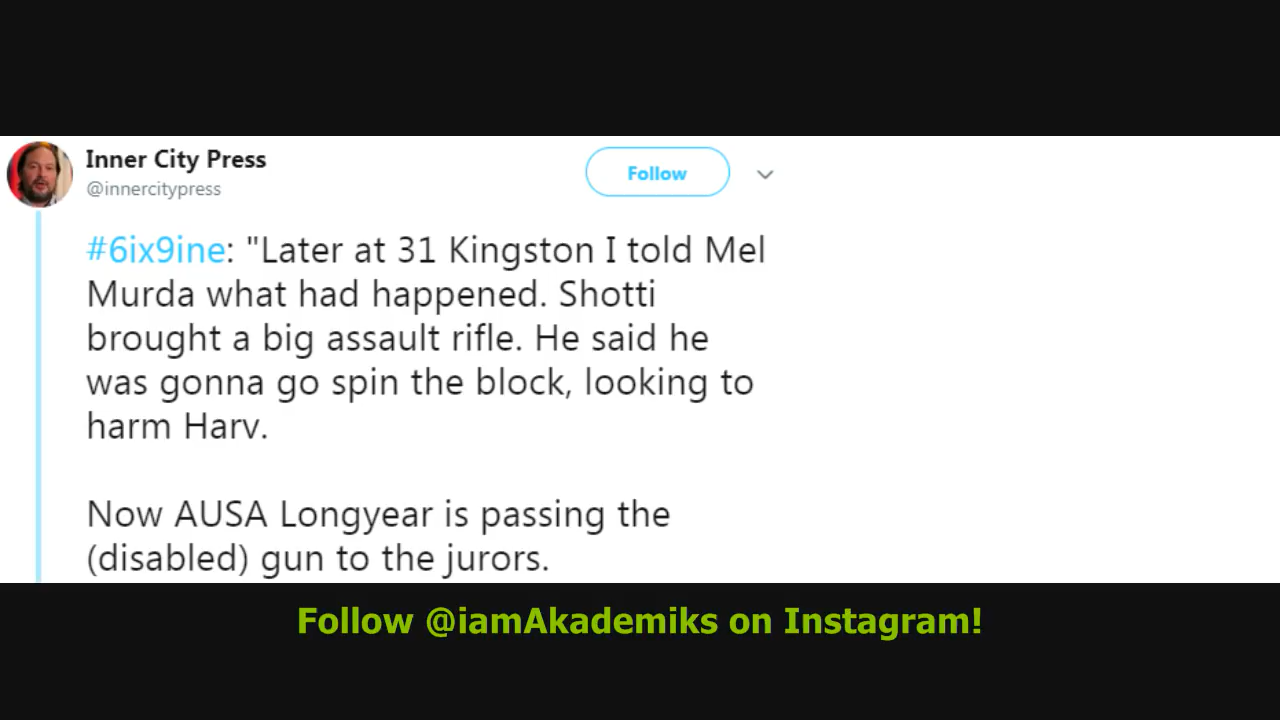 Inner City Press
@innercitypress
Follow
#6ix9ine: "Later at 31 Kingston I told Mel
Murda what had happened. Shotti
brought a big assault rifle. He said he
was gonna go spin the block, looking to
harm Harv.
Now AUSA Longyear is passing the
(disabled) gun to the jurors.
Follow @iamAkademiks on Instagram!